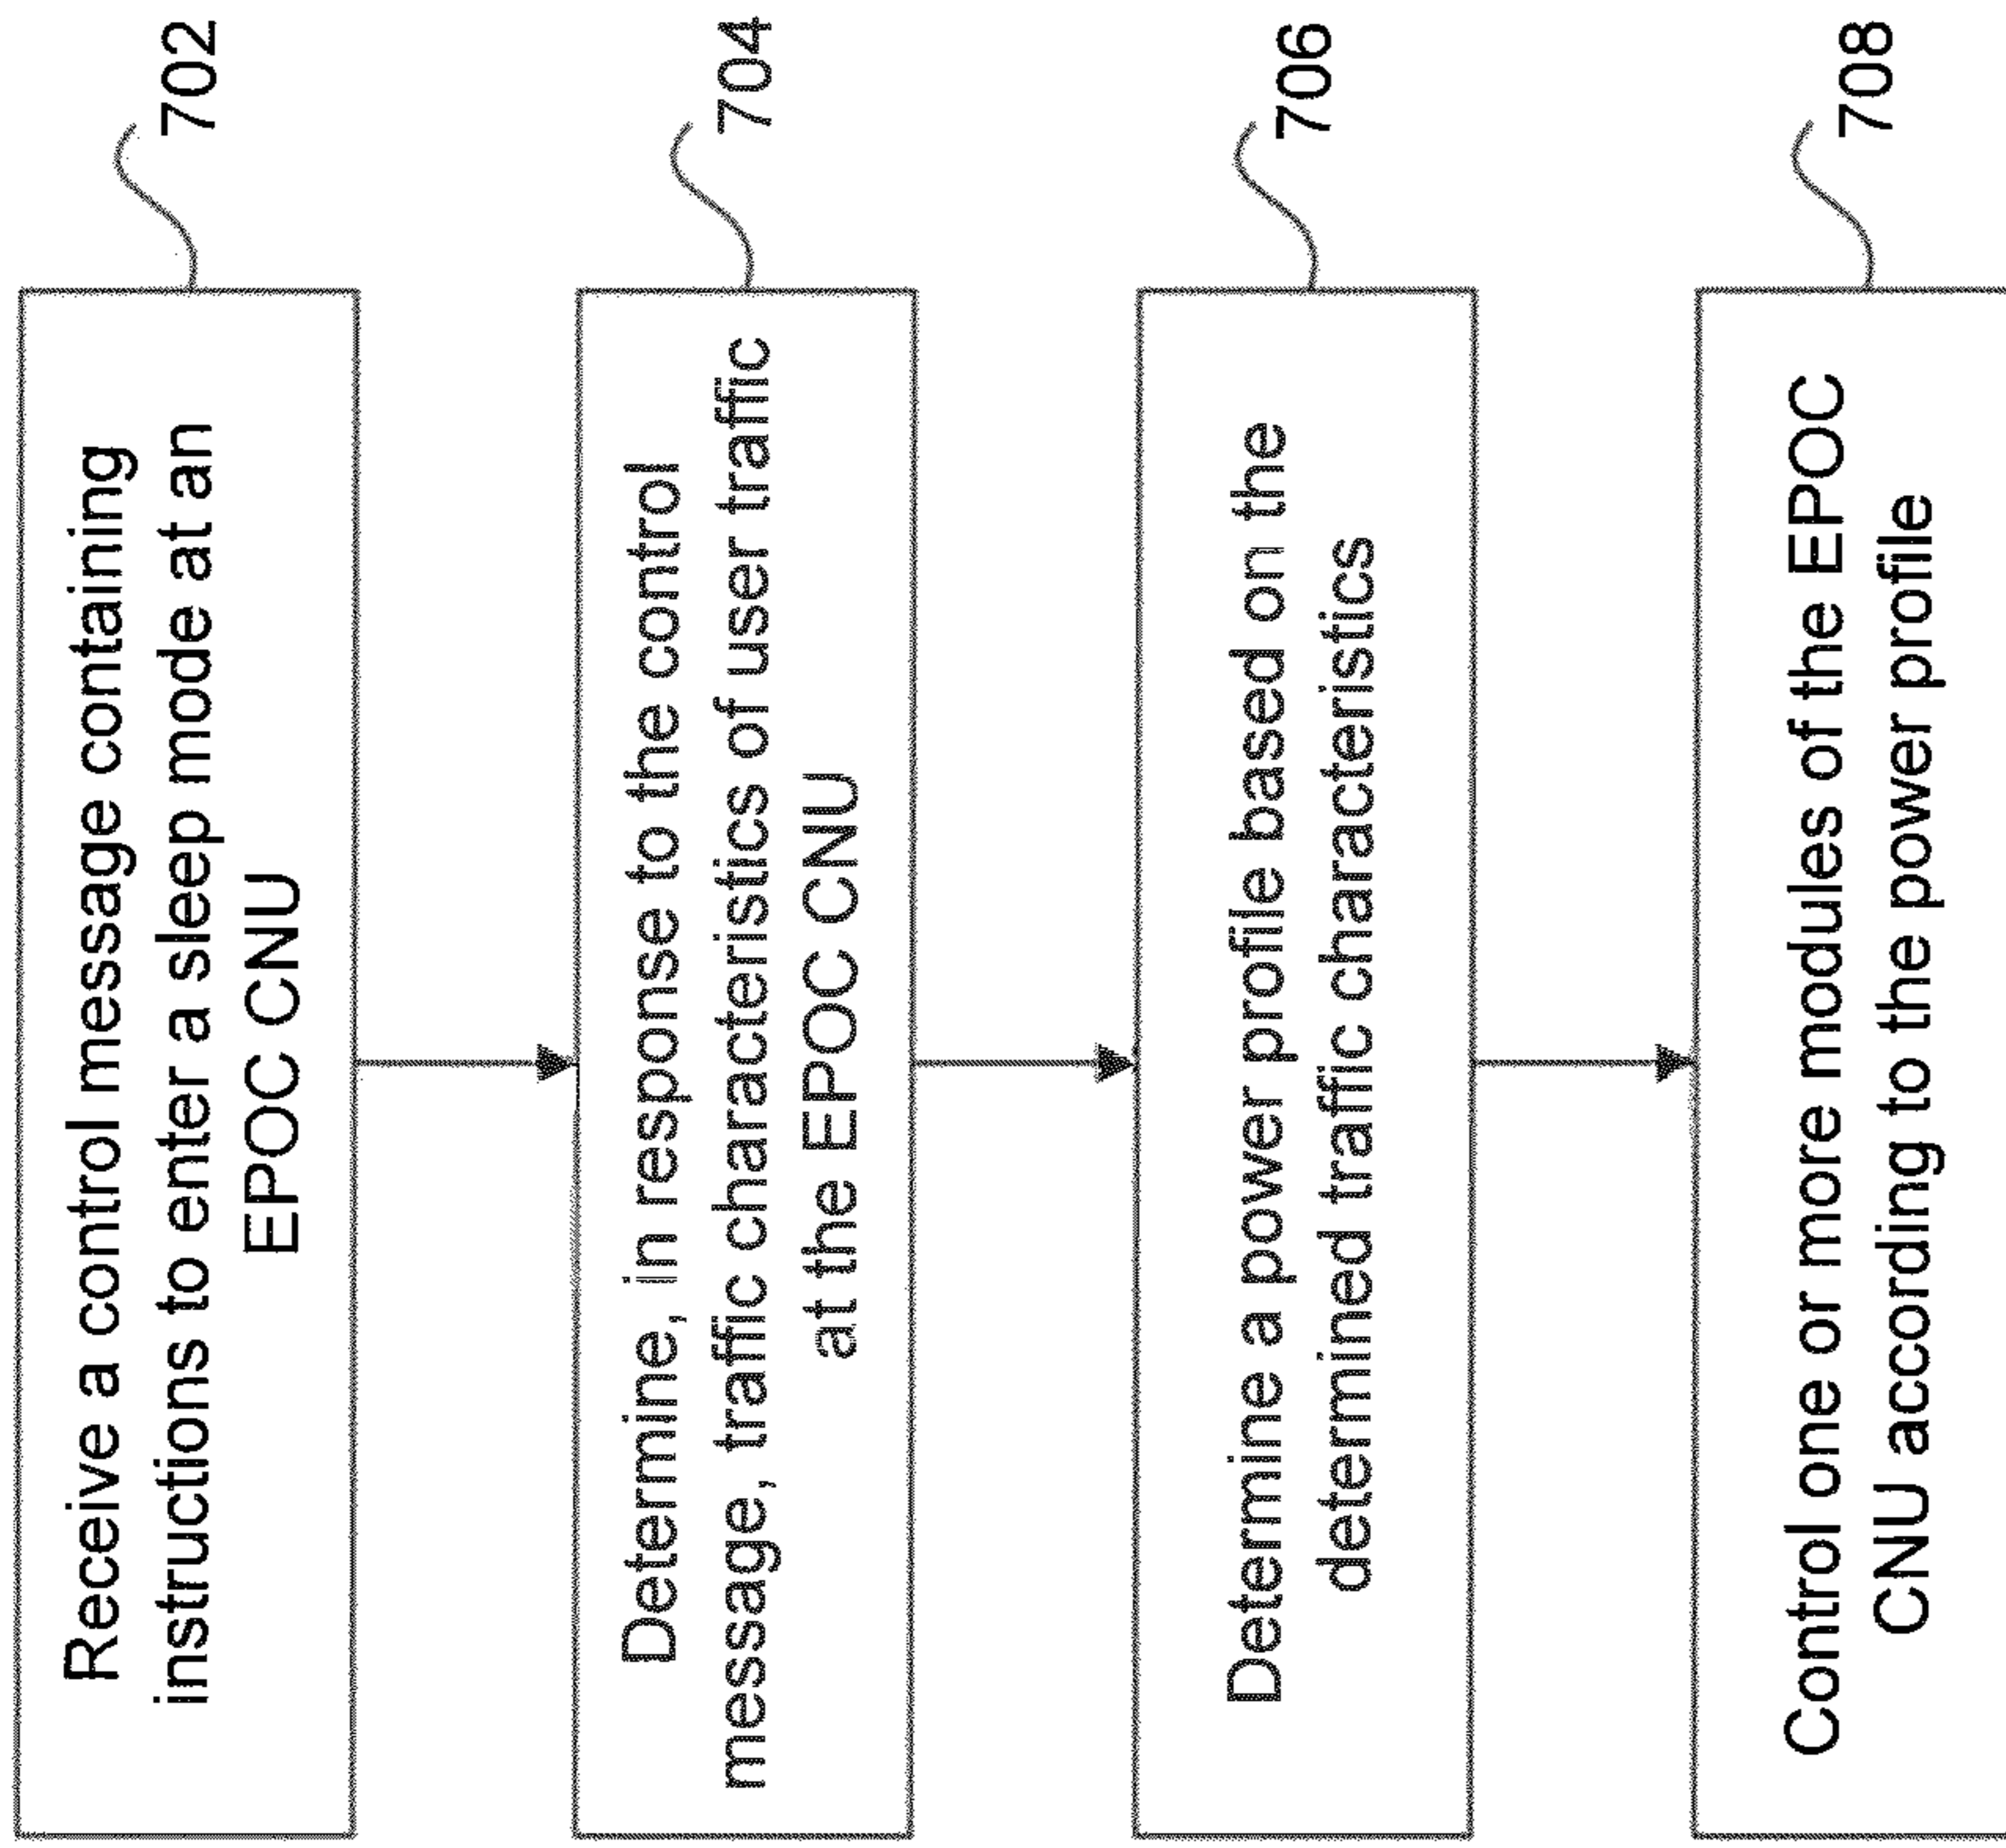 Receive a control message containing
instructions to enter a sleep mode at an
EPOC CNU
702
Determine, in response to the control
message, traffic characteristics of user traffic
at the EPOC CNU
704
Determine a power profile based on the
determined traffic characteristics
706
Control one or more modules of the EPOC
CNU according to the power profile
708